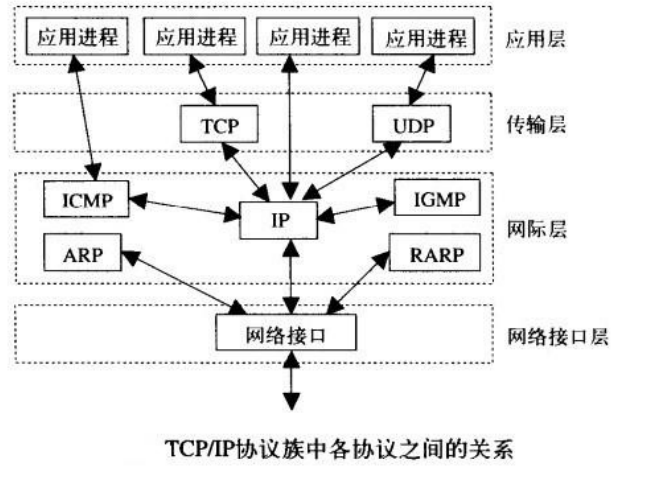 应用进程 应用进程 应用进程 应用进程 应用层
TCP UDP 传输层
ICMP IP IGMP 网际层
ARP RARP
网络接口 网络接口层
TCP/IP协议族中各协议之间的关系